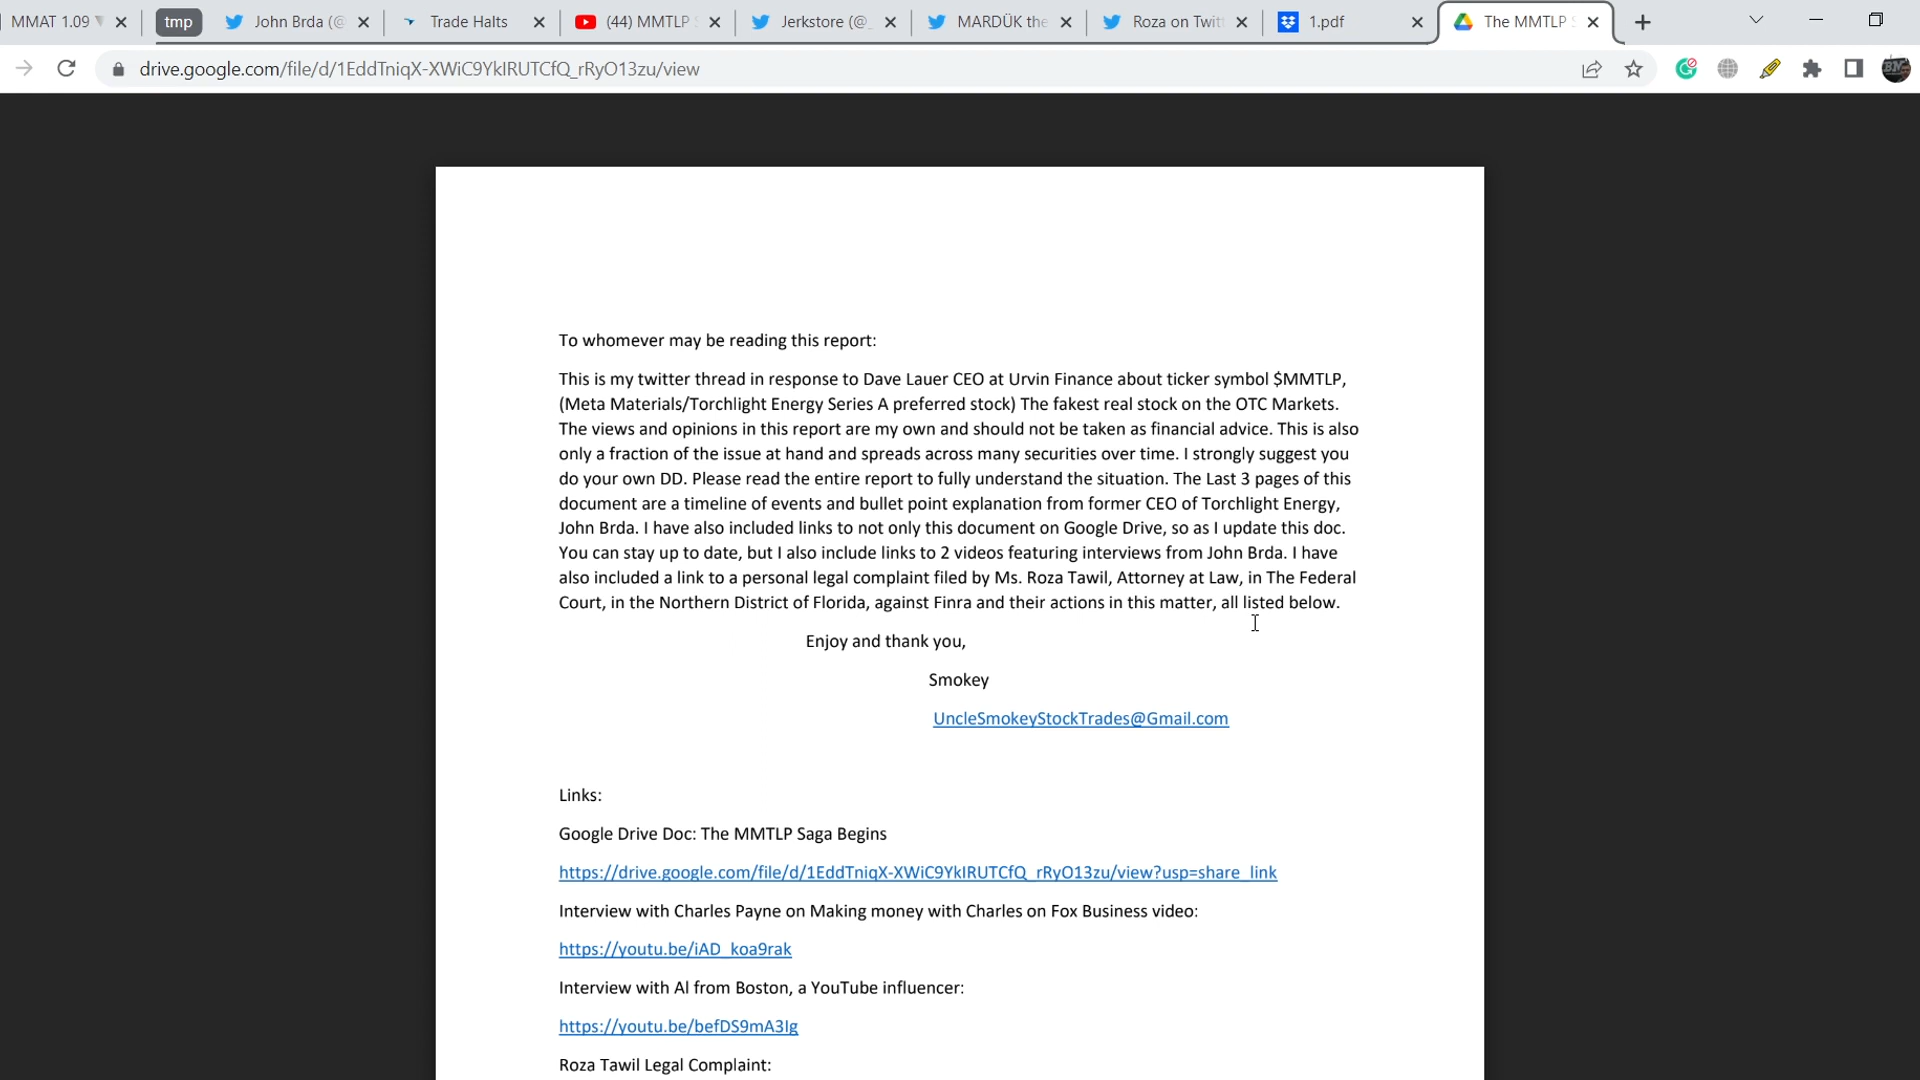 MMAT 1.09
tmp
John Brda (@
Trade Halts
(44) MMTLP
Jerkstore (@_
MARDÜK the
Roza on Twit
1.pdf
The MMTLP S
drive.google.com/file/d/1EddTniqX-XWiC9YkIRUTCfQ_rRyO13zu/view
To whomever may be reading this report:
This is my twitter thread in response to Dave Lauer CEO at Urvin Finance about ticker symbol $MMTLP,
(Meta Materials/Torchlight Energy Series A preferred stock) The fakest real stock on the OTC Markets.
The views and opinions in this report are my own and should not be taken as financial advice. This is also
only a fraction of the issue at hand and spreads across many securities over time. I strongly suggest you
do your own DD. Please read the entire report to fully understand the situation. The Last 3 pages of this
document are a timeline of events and bullet point explanation from former CEO of Torchlight Energy,
John Brda. I have also included links to not only this document on Google Drive, so as I update this doc.
You can stay up to date, but I also include links to 2 videos featuring interviews from John Brda. I have
also included a link to a personal legal complaint filed by Ms. Roza Tawil, Attorney at Law, in The Federal
Court, in the Northern District of Florida, against Finra and their actions in this matter, all listed below.
Enjoy and thank you,
Smokey
UncleSmokeyStockTrades@Gmail.com
Links:
Google Drive Doc: The MMTLP Saga Begins
https://drive.google.com/file/d/1EddTniqX-XWiC9YkIRUTCfQ_rRyO13zu/view?usp=share_link
Interview with Charles Payne on Making money with Charles on Fox Business video:
https://youtu.be/iAD_koa9rak
Interview with Al from Boston, a YouTube influencer:
https://youtu.be/befDS9mA3Ig
Roza Tawil Legal Complaint: